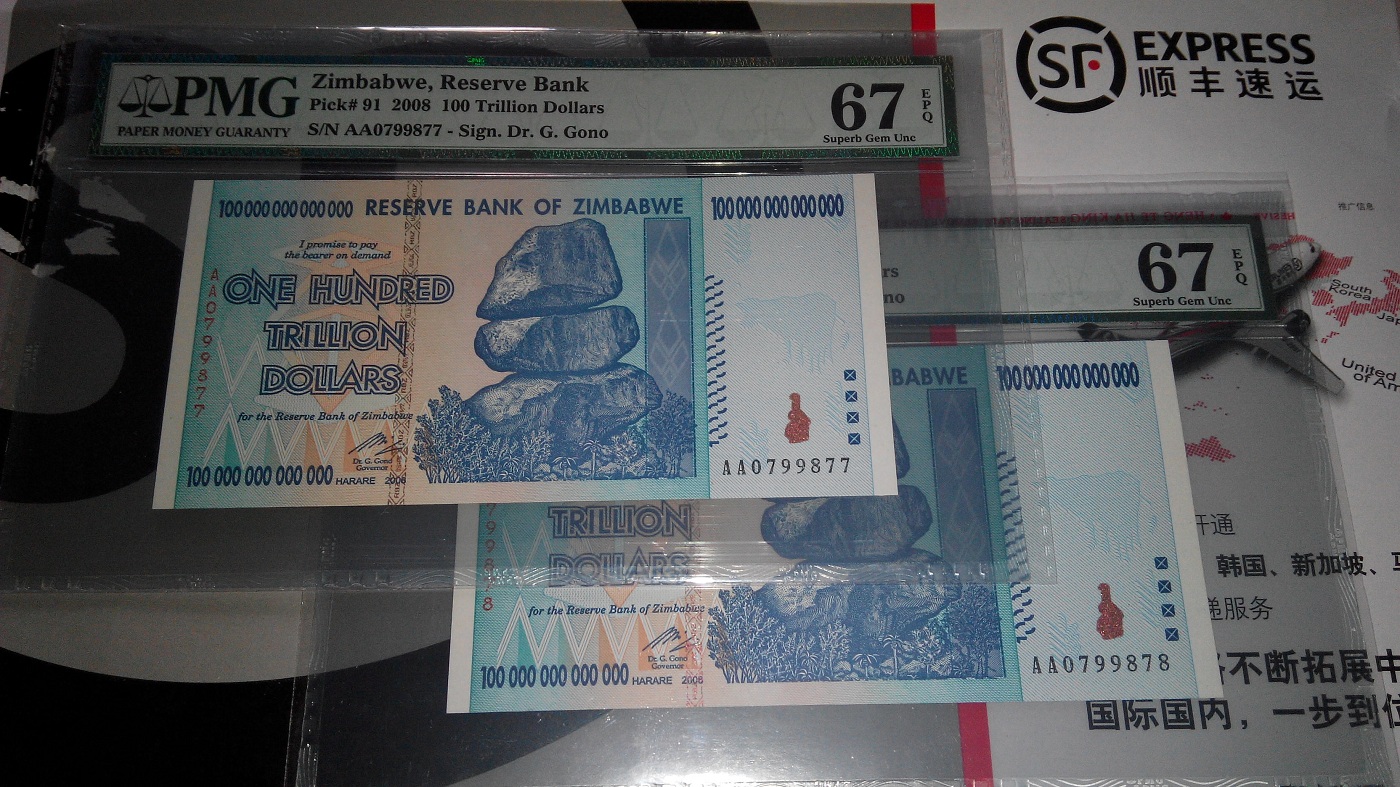 PMG
PAPER MONEY GUARANTY
Zimbabwe, Reserve Bank
Pick# 91 2008 100 Trillion Dollars
S/N AA0799877 - Sign. Dr. G. Gono
67
EPQ
Superb Gem Unc
SF EXPRESS
顺丰速运
推广信息
100 000 000 000 000 RESERVE BANK OF ZIMBABWE 100 000 000 000 000
I promise to pay
the bearer on demand
ONE HUNDRED
TRILLION
DOLLARS
for the Reserve Bank of Zimbabwe
Dr. G. Gono
Governor
100 000 000 000 000 HARARE 2008
AA0799877
AA0799877
67
EPQ
Superb Gem Unc
South
Korea
United
100 000 000 000 000
TRILLION
DOLLARS
for the Reserve Bank of Zimbabwe
Dr. G. Gono
Governor
100 000 000 000 000 HARARE 2008
AA0799878
韩国、新加坡、
递服务
不断拓展中
国际国内，一步到位